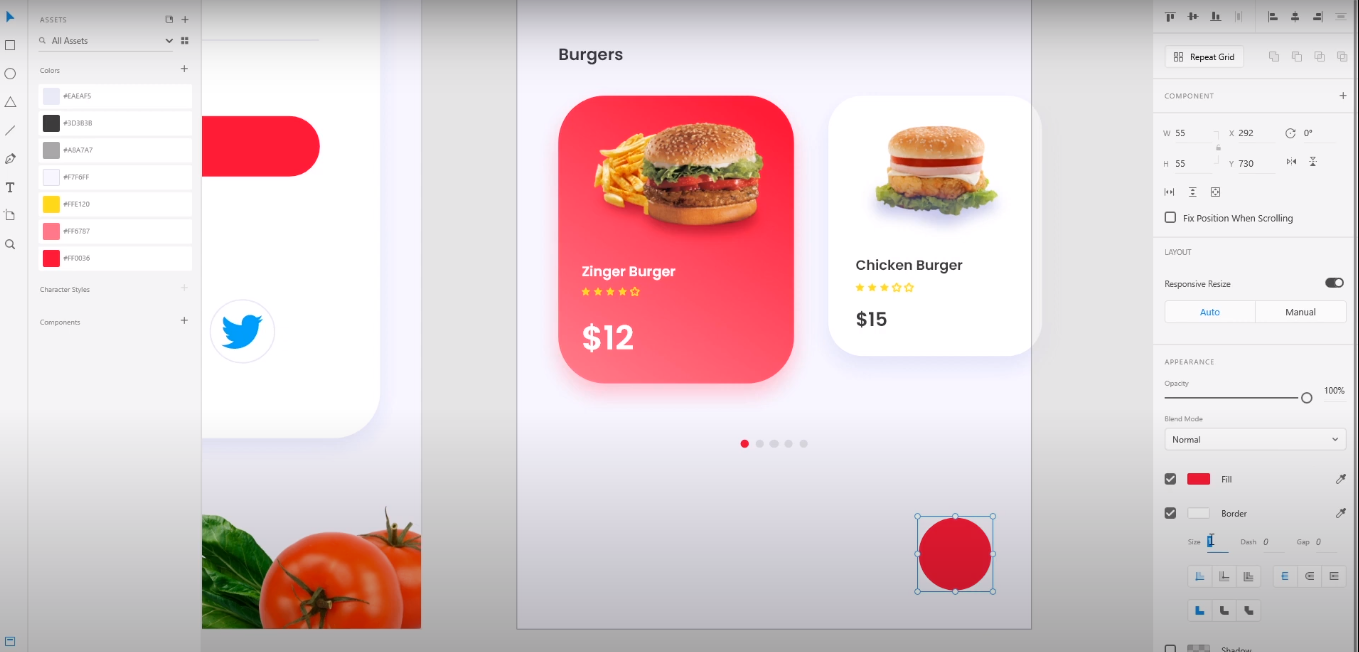 ASSETS
All Assets
Colors
#EAEAF5
#3D3B3B
#A8A7A7
#F7F6FF
#FFE120
#FF6787
#FF0036
Character Styles
Components
Burgers
Zinger Burger
$12
Chicken Burger
$15
Repeat Grid
COMPONENT
W 55 X 292 0°
H 55 Y 730
Fix Position When Scrolling
LAYOUT
Responsive Resize
Auto Manual
APPEARANCE
Opacity
100%
Blend Mode
Normal
Fill
Border
Size Dash 0 Gap 0
Shadow